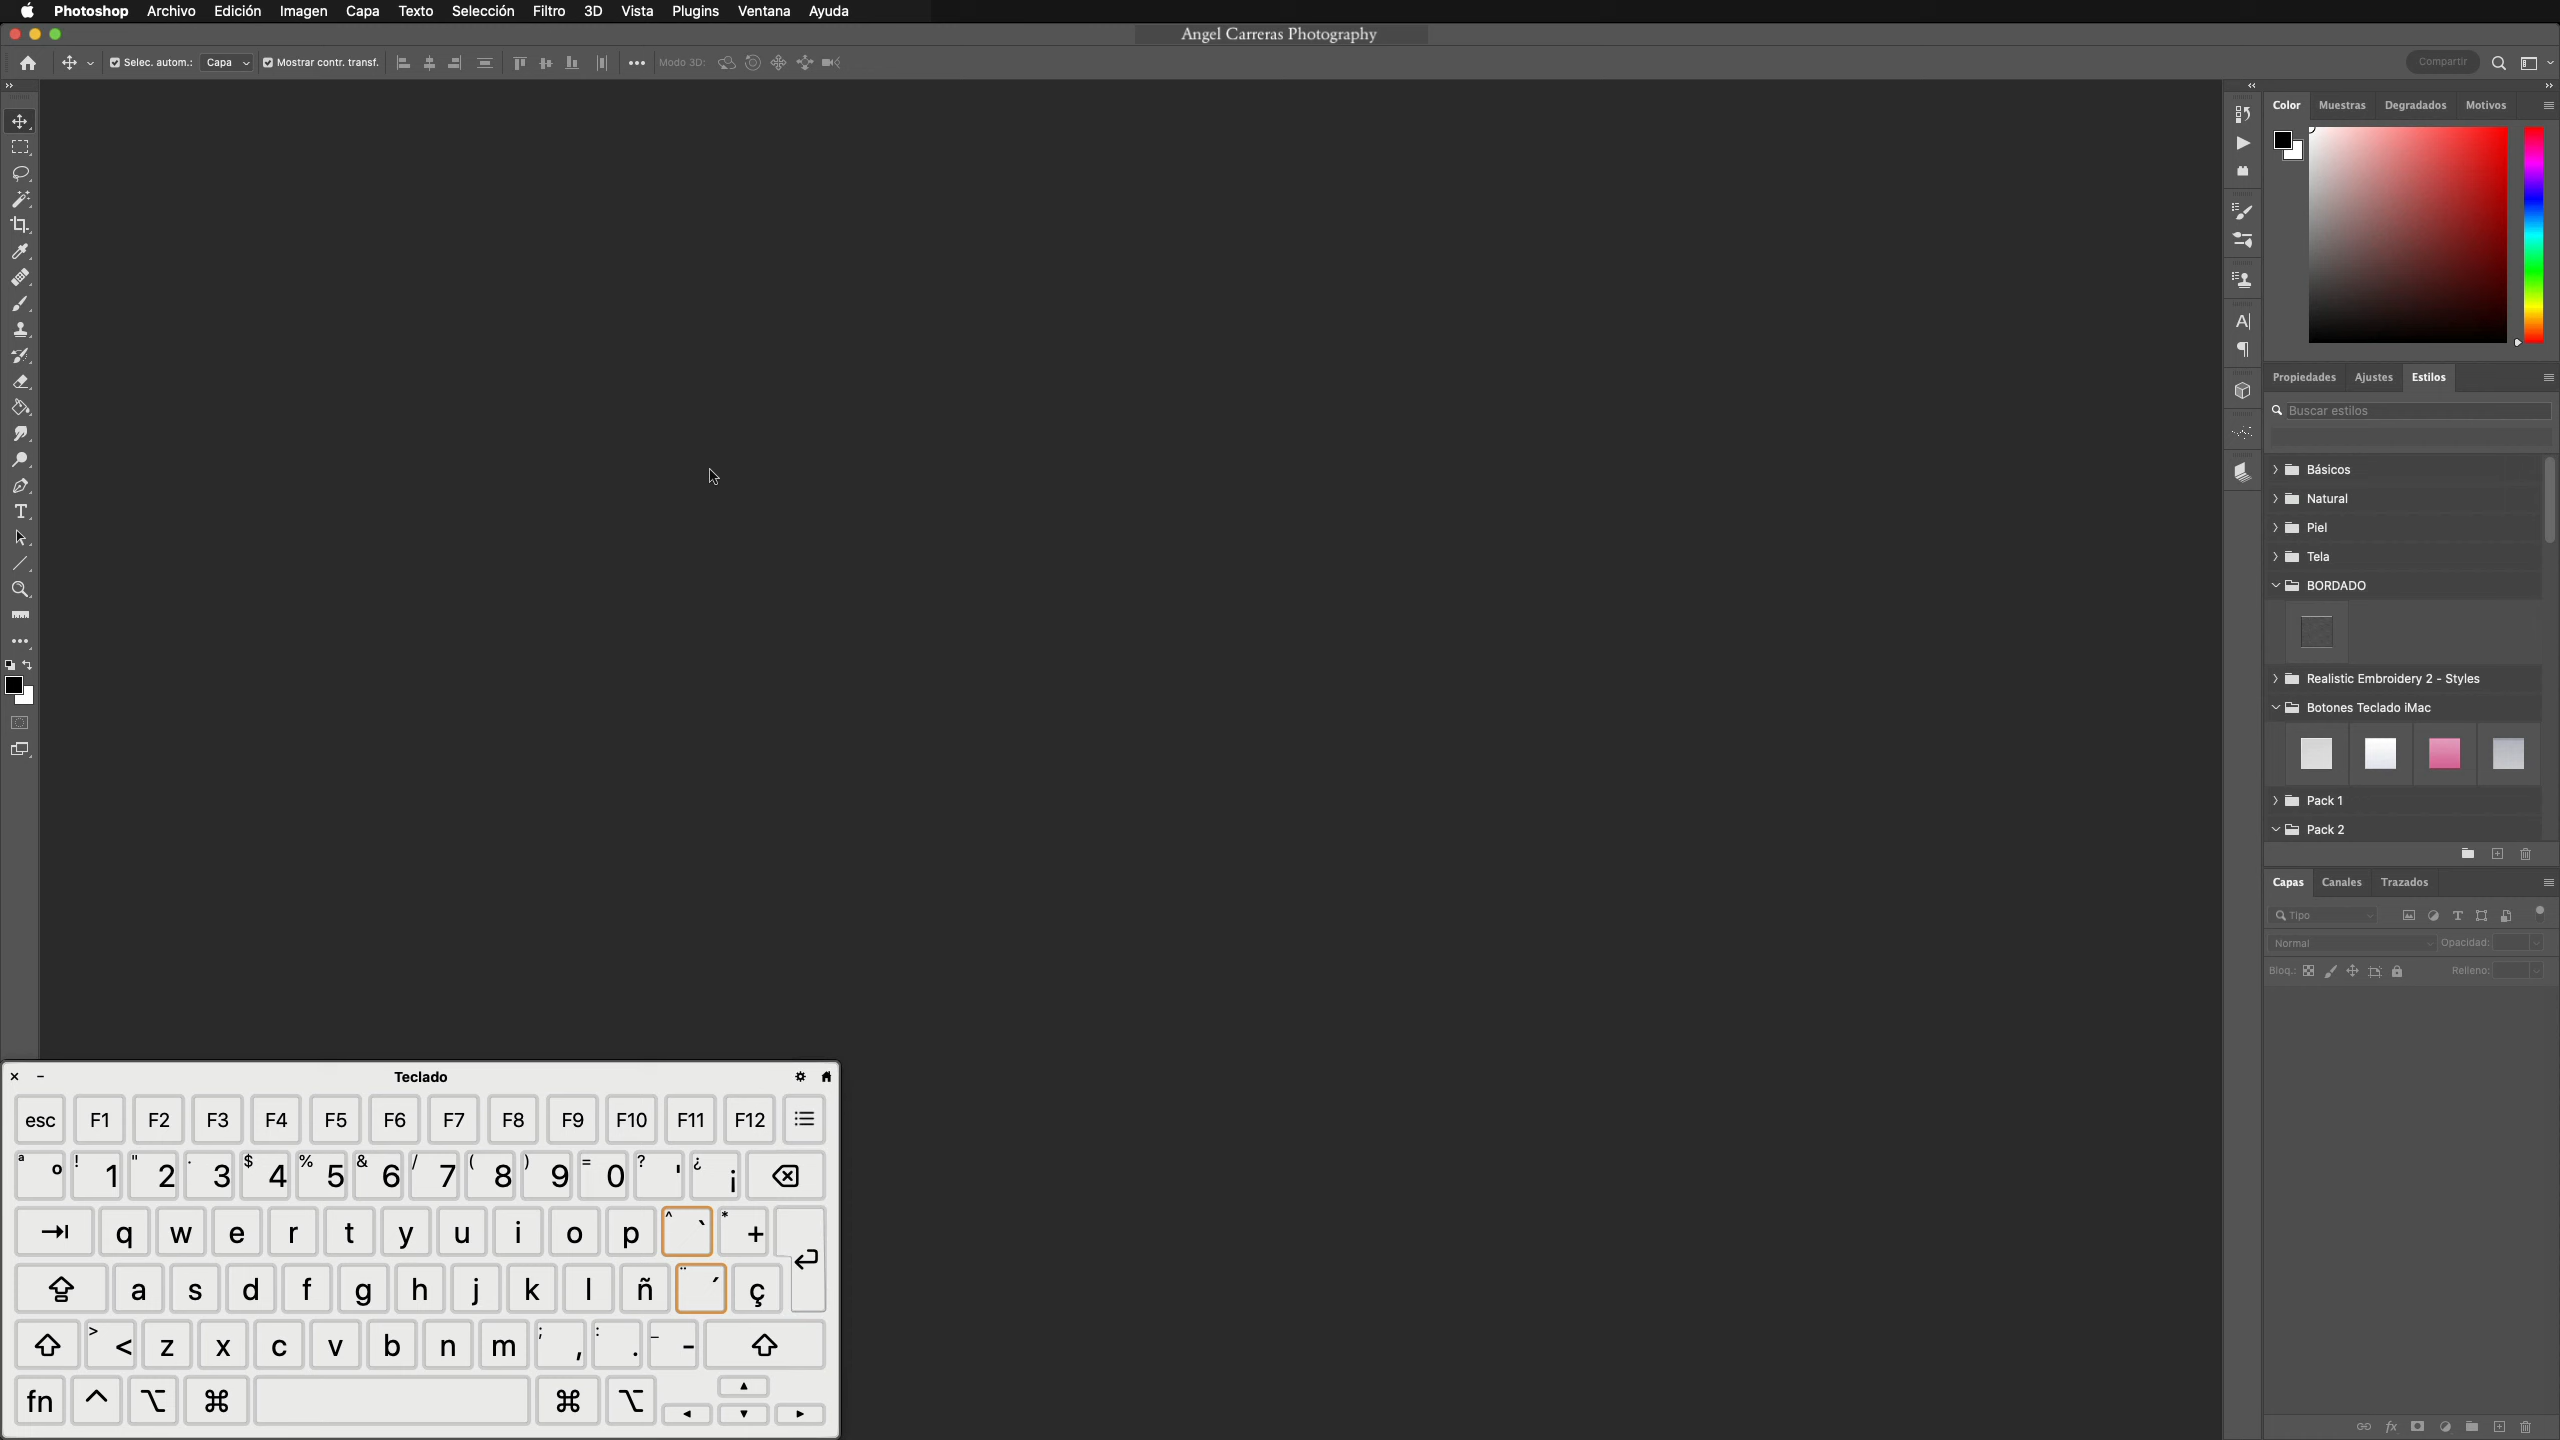 Photoshop Archivo Edición Imagen Capa Texto Selección Filtro 3D Vista Plugins Ventana Ayuda
Angel Carreras Photography
Selec. autom.: Capa Mostrar contr. transf. Modo 3D: Compartir
Color Muestras Degradados Motivos
Propiedades Ajustes Estilos
Buscar estilos
Básicos
Natural
Piel
Tela
BORDADO
Realistic Embroidery 2 - Styles
Botones Teclado iMac
Pack 1
Pack 2
Capas Canales Trazados
Tipo
Normal Opacidad:
Bloq.: Relleno:
Teclado
esc F1 F2 F3 F4 F5 F6 F7 F8 F9 F10 F11 F12
ª º ! 1 " 2 · 3 $ 4 % 5 & 6 / 7 ( 8 ) 9 = 0 ? ' ¿ ¡
q w e r t y u i o p ^ ` * +
a s d f g h j k l ñ ¨ ´ ç
> < z x c v b n m ; , : . _ -
fn ^ ⌥ ⌘ ⌘ ⌥